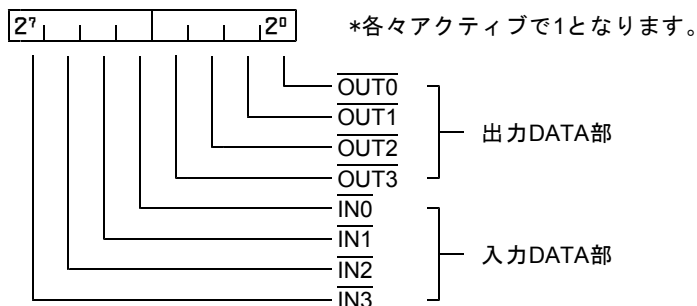 2⁷ 2⁰ *各々アクティブで1となります。
OUT0
OUT1
OUT2 出力DATA部
OUT3
IN0
IN1
IN2 入力DATA部
IN3